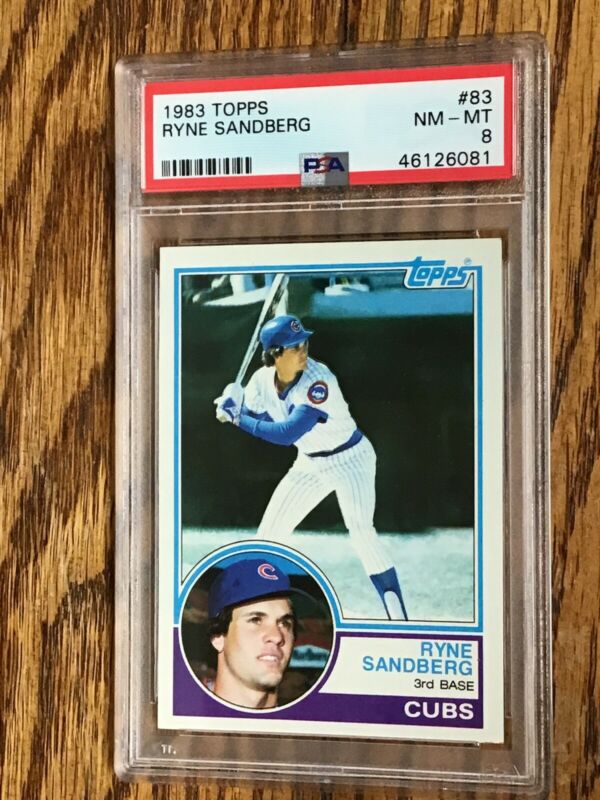 1983 TOPPS #83
RYNE SANDBERG NM - MT
8
PSA 46126081
topps
C
RYNE
SANDBERG
3rd BASE
CUBS